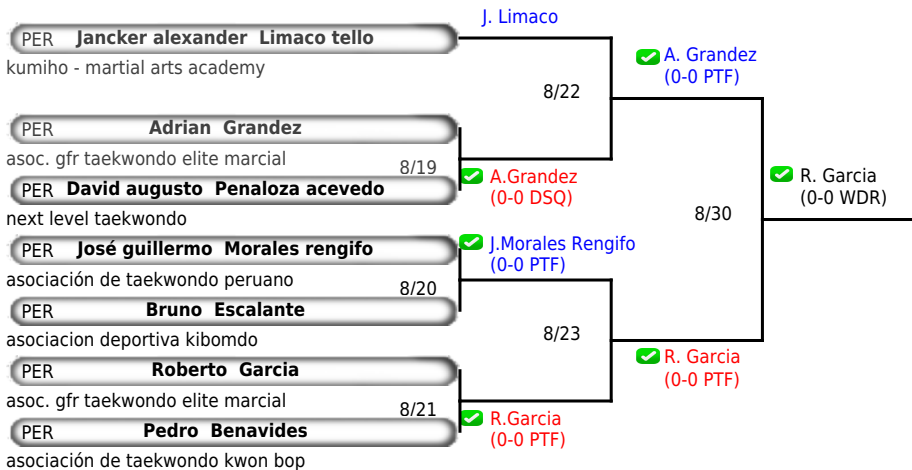 J. Limaco
PER Jancker alexander Limaco tello
kumiho - martial arts academy
A. Grandez
(0-0 PTF)
8/22
PER Adrian Grandez
asoc. gfr taekwondo elite marcial
8/19
A.Grandez
(0-0 DSQ)
R. Garcia
(0-0 WDR)
PER David augusto Penaloza acevedo
next level taekwondo
8/30
PER José guillermo Morales rengifo
J.Morales Rengifo
(0-0 PTF)
asociación de taekwondo peruano
8/20
PER Bruno Escalante
asociacion deportiva kibomdo
8/23
PER Roberto Garcia
R. Garcia
(0-0 PTF)
asoc. gfr taekwondo elite marcial
8/21
R.Garcia
(0-0 PTF)
PER Pedro Benavides
asociación de taekwondo kwon bop